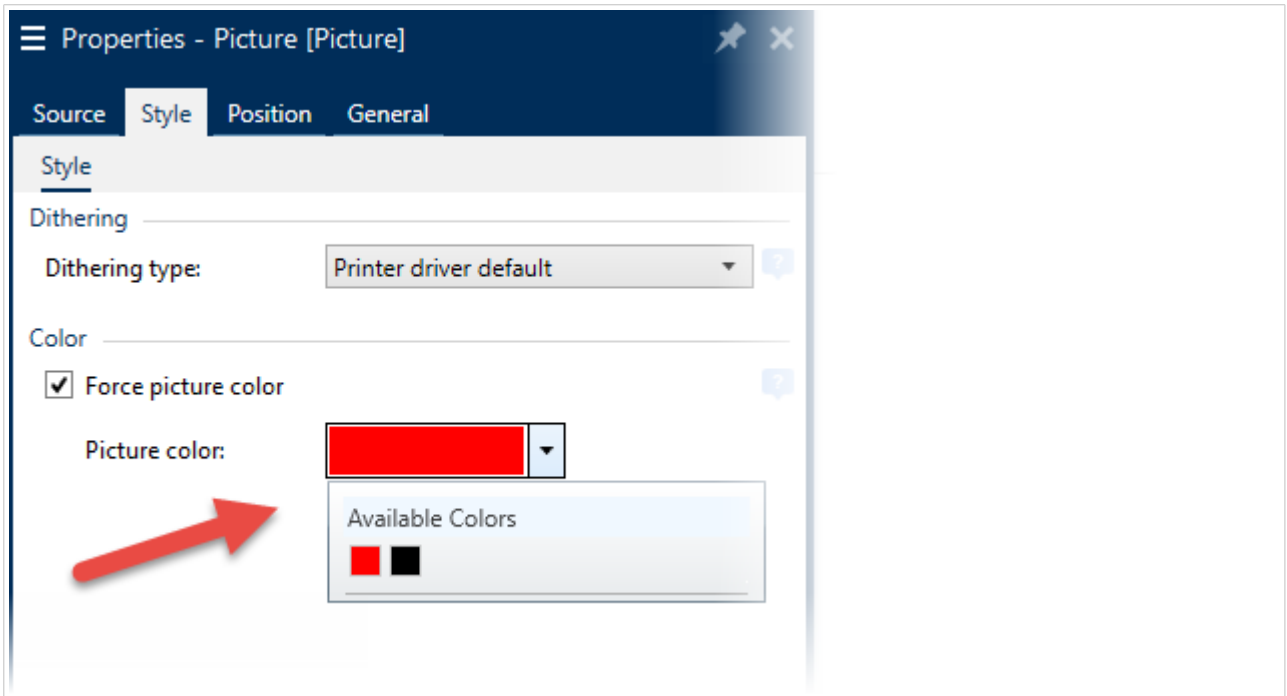 Properties - Picture [Picture]
Source Style Position General
Style
Dithering
Dithering type: Printer driver default
Color
Force picture color
Picture color:
Available Colors